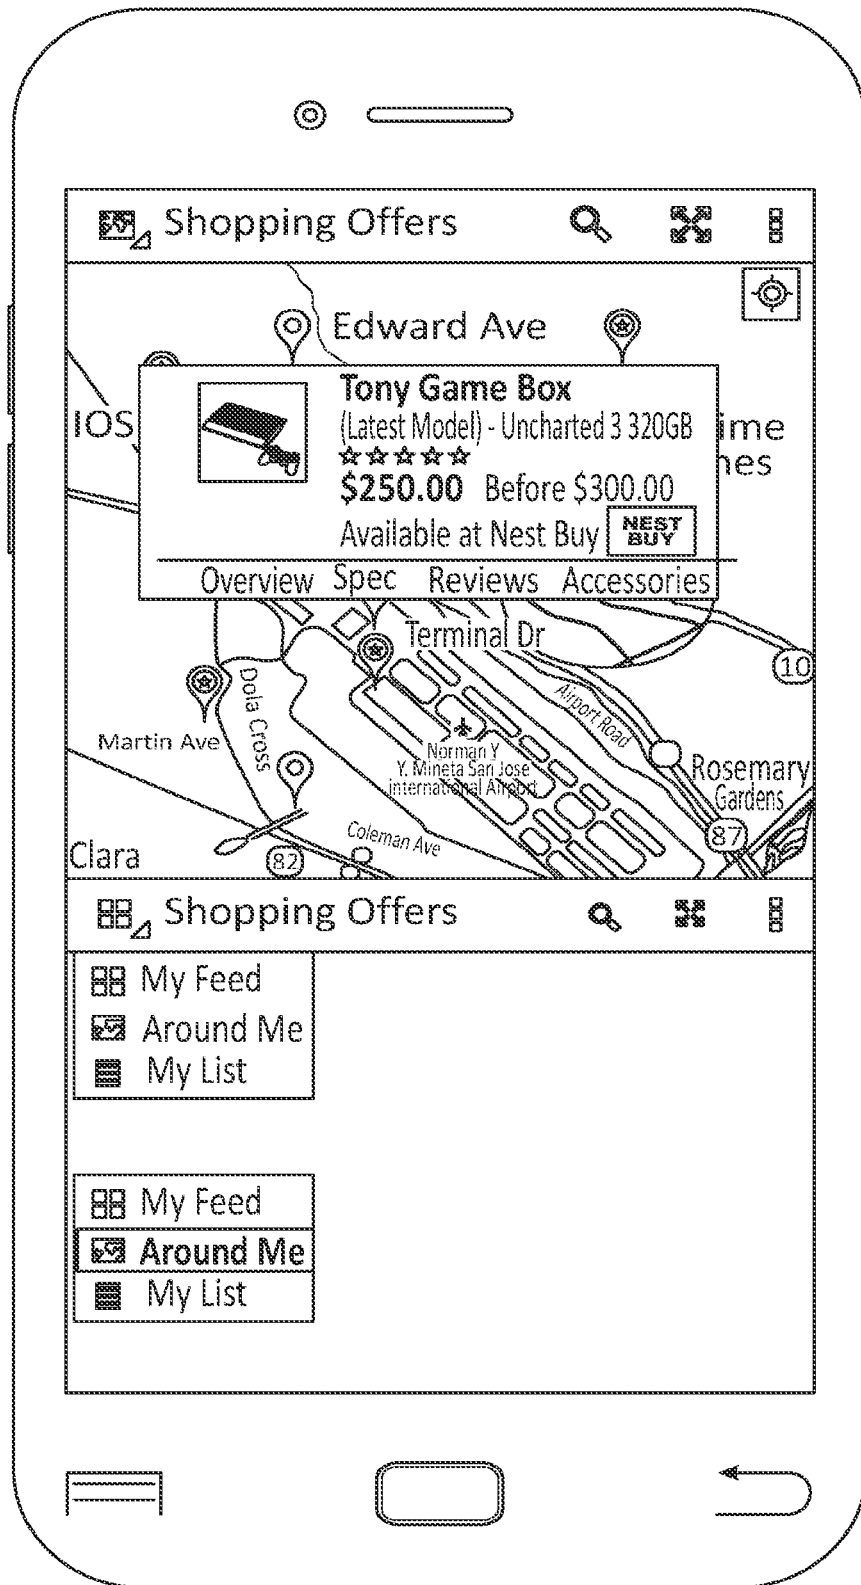 Shopping Offers
Edward Ave
IOS
ime
nes
Tony Game Box
(Latest Model) - Uncharted 3 320GB
$250.00 Before $300.00
Available at Nest Buy
NEST
BUY
Overview Spec Reviews Accessories
Terminal Dr
10
Dola Cross
Airport Road
Martin Ave
Norman Y
Y. Mineta San Jose
international Airport
Rosemary
Gardens
Coleman Ave
87
Clara
82
Shopping Offers
My Feed
Around Me
My List
My Feed
Around Me
My List